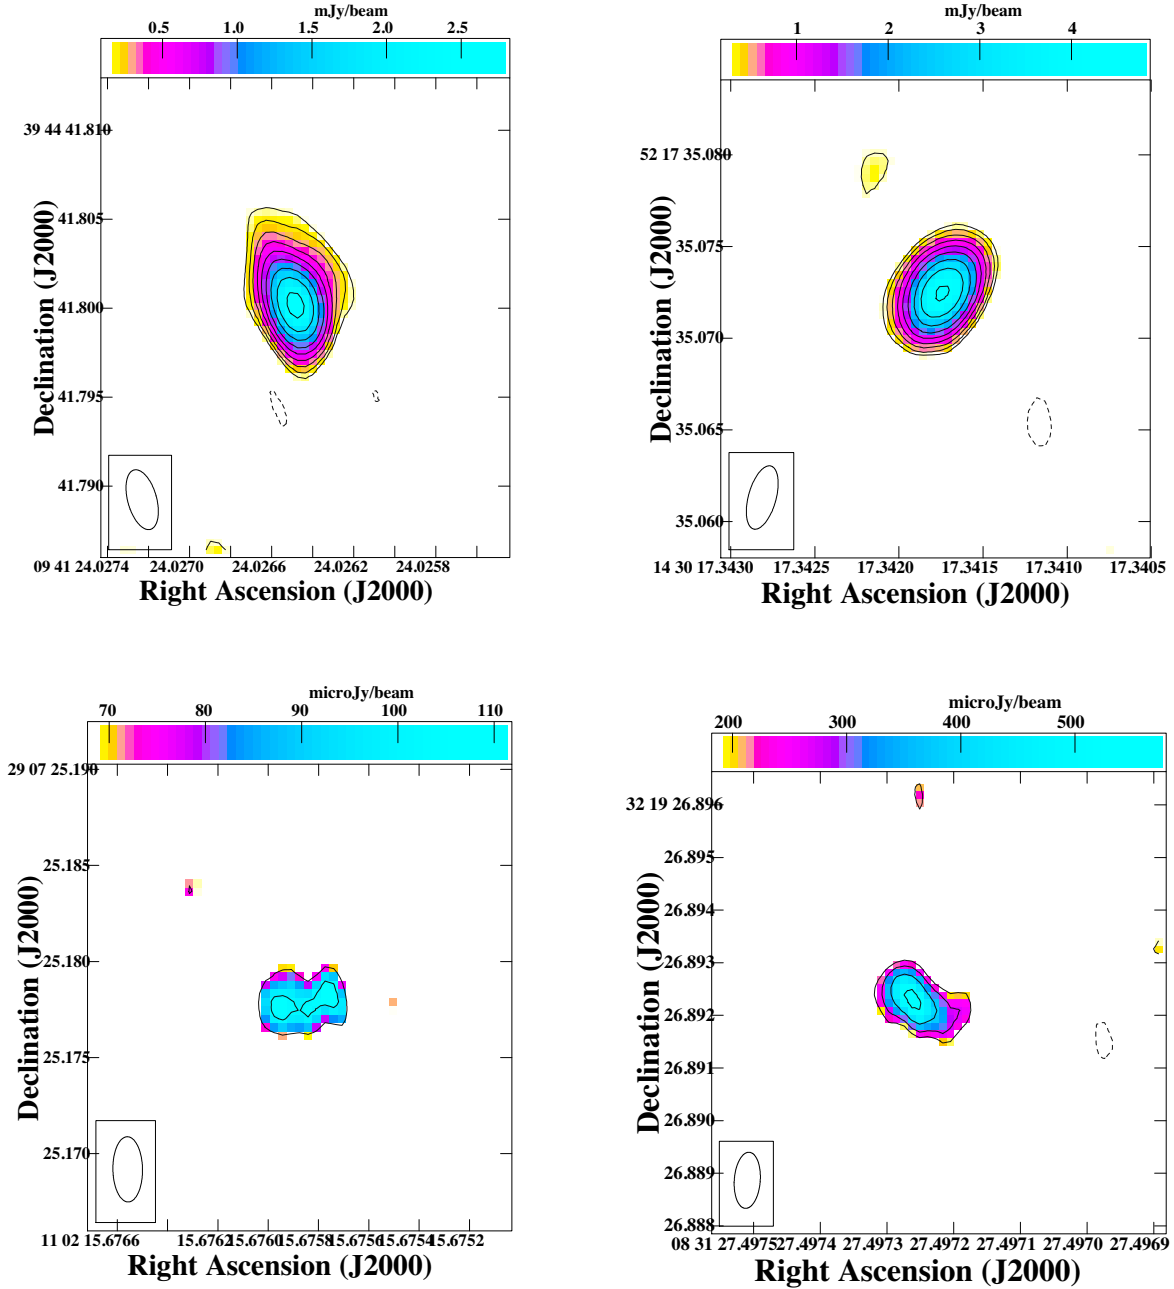 mJy/beam
0.5 1.0 1.5 2.0 2.5
39 44 41.810
41.805
41.800
41.795
41.790
Declination (J2000)
09 41 24.0274 24.0270 24.0266 24.0262 24.0258
Right Ascension (J2000)
mJy/beam
1 2 3 4
52 17 35.080
35.075
35.070
35.065
35.060
Declination (J2000)
14 30 17.3430 17.3425 17.3420 17.3415 17.3410 17.3405
Right Ascension (J2000)
microJy/beam
70 80 90 100 110
29 07 25.190
25.185
25.180
25.175
25.170
Declination (J2000)
11 02 15.6766 15.6762 15.6760 15.6758 15.6756 15.6754 15.6752
Right Ascension (J2000)
microJy/beam
200 300 400 500
32 19 26.896
26.895
26.894
26.893
26.892
26.891
26.890
26.889
26.888
Declination (J2000)
08 31 27.4975 27.4974 27.4973 27.4972 27.4971 27.4970 27.4969
Right Ascension (J2000)